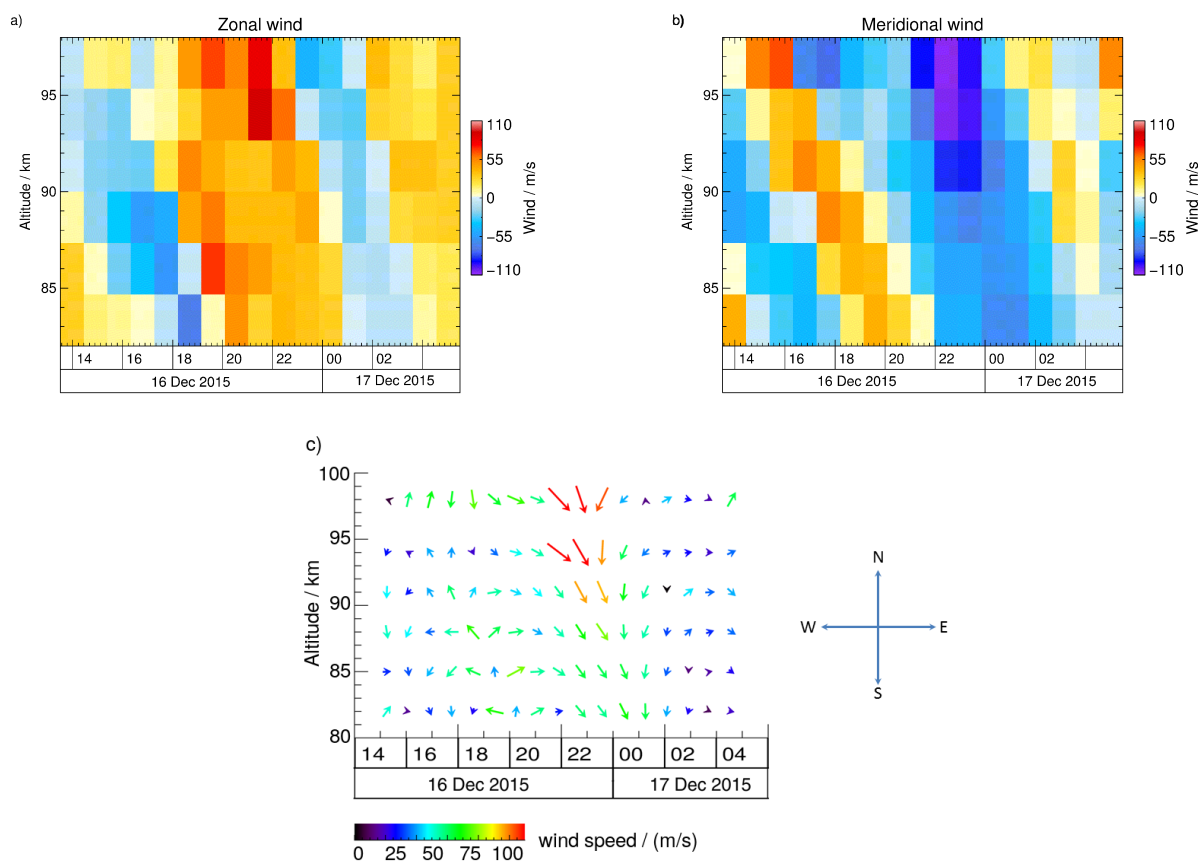 a)
Zonal wind
95
90
85
Altitude / km
14
16
18
20
22
00
02
16 Dec 2015
17 Dec 2015
110
55
0
−55
−110
Wind / m/s
b)
Meridional wind
95
90
85
Altitude / km
14
16
18
20
22
00
02
16 Dec 2015
17 Dec 2015
110
55
0
−55
−110
Wind / m/s
c)
100
95
90
85
80
Altitude / km
14
16
18
20
22
00
02
04
16 Dec 2015
17 Dec 2015
0
25
50
75
100
wind speed / (m/s)
N
W
E
S